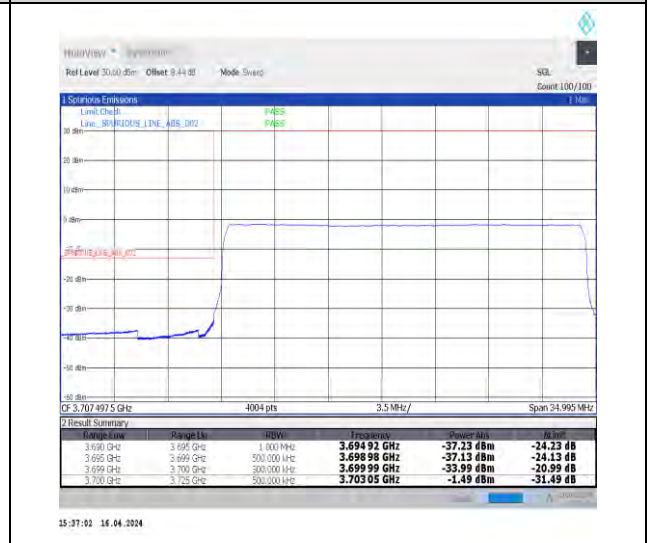 MultiView Spectrum
Ref Level 30.00 dBm Offset 9.44 dB Mode Sweep SGL
Count 100/100
1 Spurious Emissions
Limit Check PASS
Line _SPURIOUS_LINE_ABS_002 PASS
30 dBm
20 dBm
10 dBm
0 dBm
_SPURIOUS_LINE_ABS_002
-20 dBm
-30 dBm
-40 dBm
-50 dBm
CF 3.7074975 GHz 4004 pts 3.5 MHz/ Span 34.995 MHz
2 Result Summary
Range Low Range Up RBW Frequency Power Abs ΔLimit
3.690 GHz 3.695 GHz 1.000 MHz 3.694 92 GHz -37.23 dBm -24.23 dB
3.695 GHz 3.699 GHz 500.000 kHz 3.698 98 GHz -37.13 dBm -24.13 dB
3.699 GHz 3.700 GHz 300.000 kHz 3.699 99 GHz -33.99 dBm -20.99 dB
3.700 GHz 3.725 GHz 500.000 kHz 3.703 05 GHz -1.49 dBm -31.49 dB
15:37:02 16.04.2024